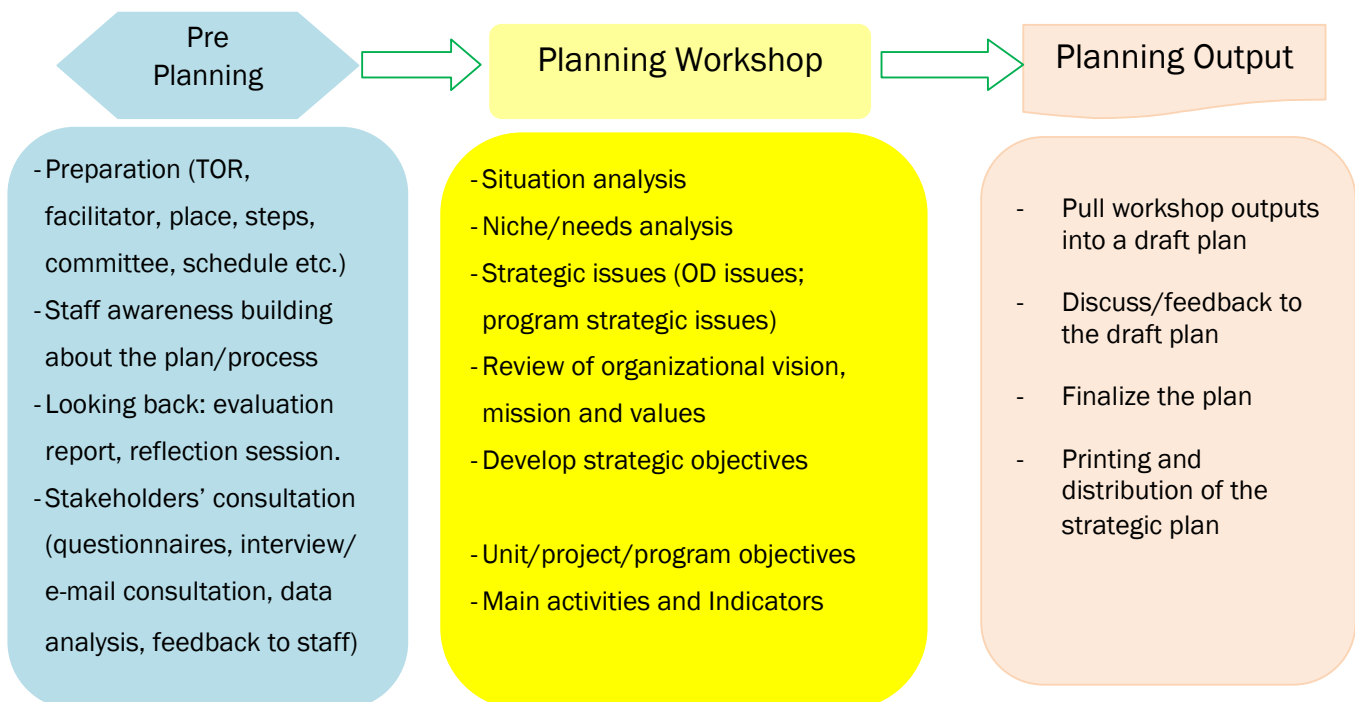 Pre
Planning
Planning Workshop
Planning Output
-Preparation (TOR,
facilitator, place, steps,
committee, schedule etc.)
-Staff awareness building
about the plan/process
-Looking back: evaluation
report, reflection session.
-Stakeholders’ consultation
(questionnaires, interview/
e-mail consultation, data
analysis, feedback to staff)
-Situation analysis
-Niche/needs analysis
-Strategic issues (OD issues;
program strategic issues)
-Review of organizational vision,
mission and values
-Develop strategic objectives
-Unit/project/program objectives
-Main activities and Indicators
- Pull workshop outputs
into a draft plan
- Discuss/feedback to
the draft plan
- Finalize the plan
- Printing and
distribution of the
strategic plan